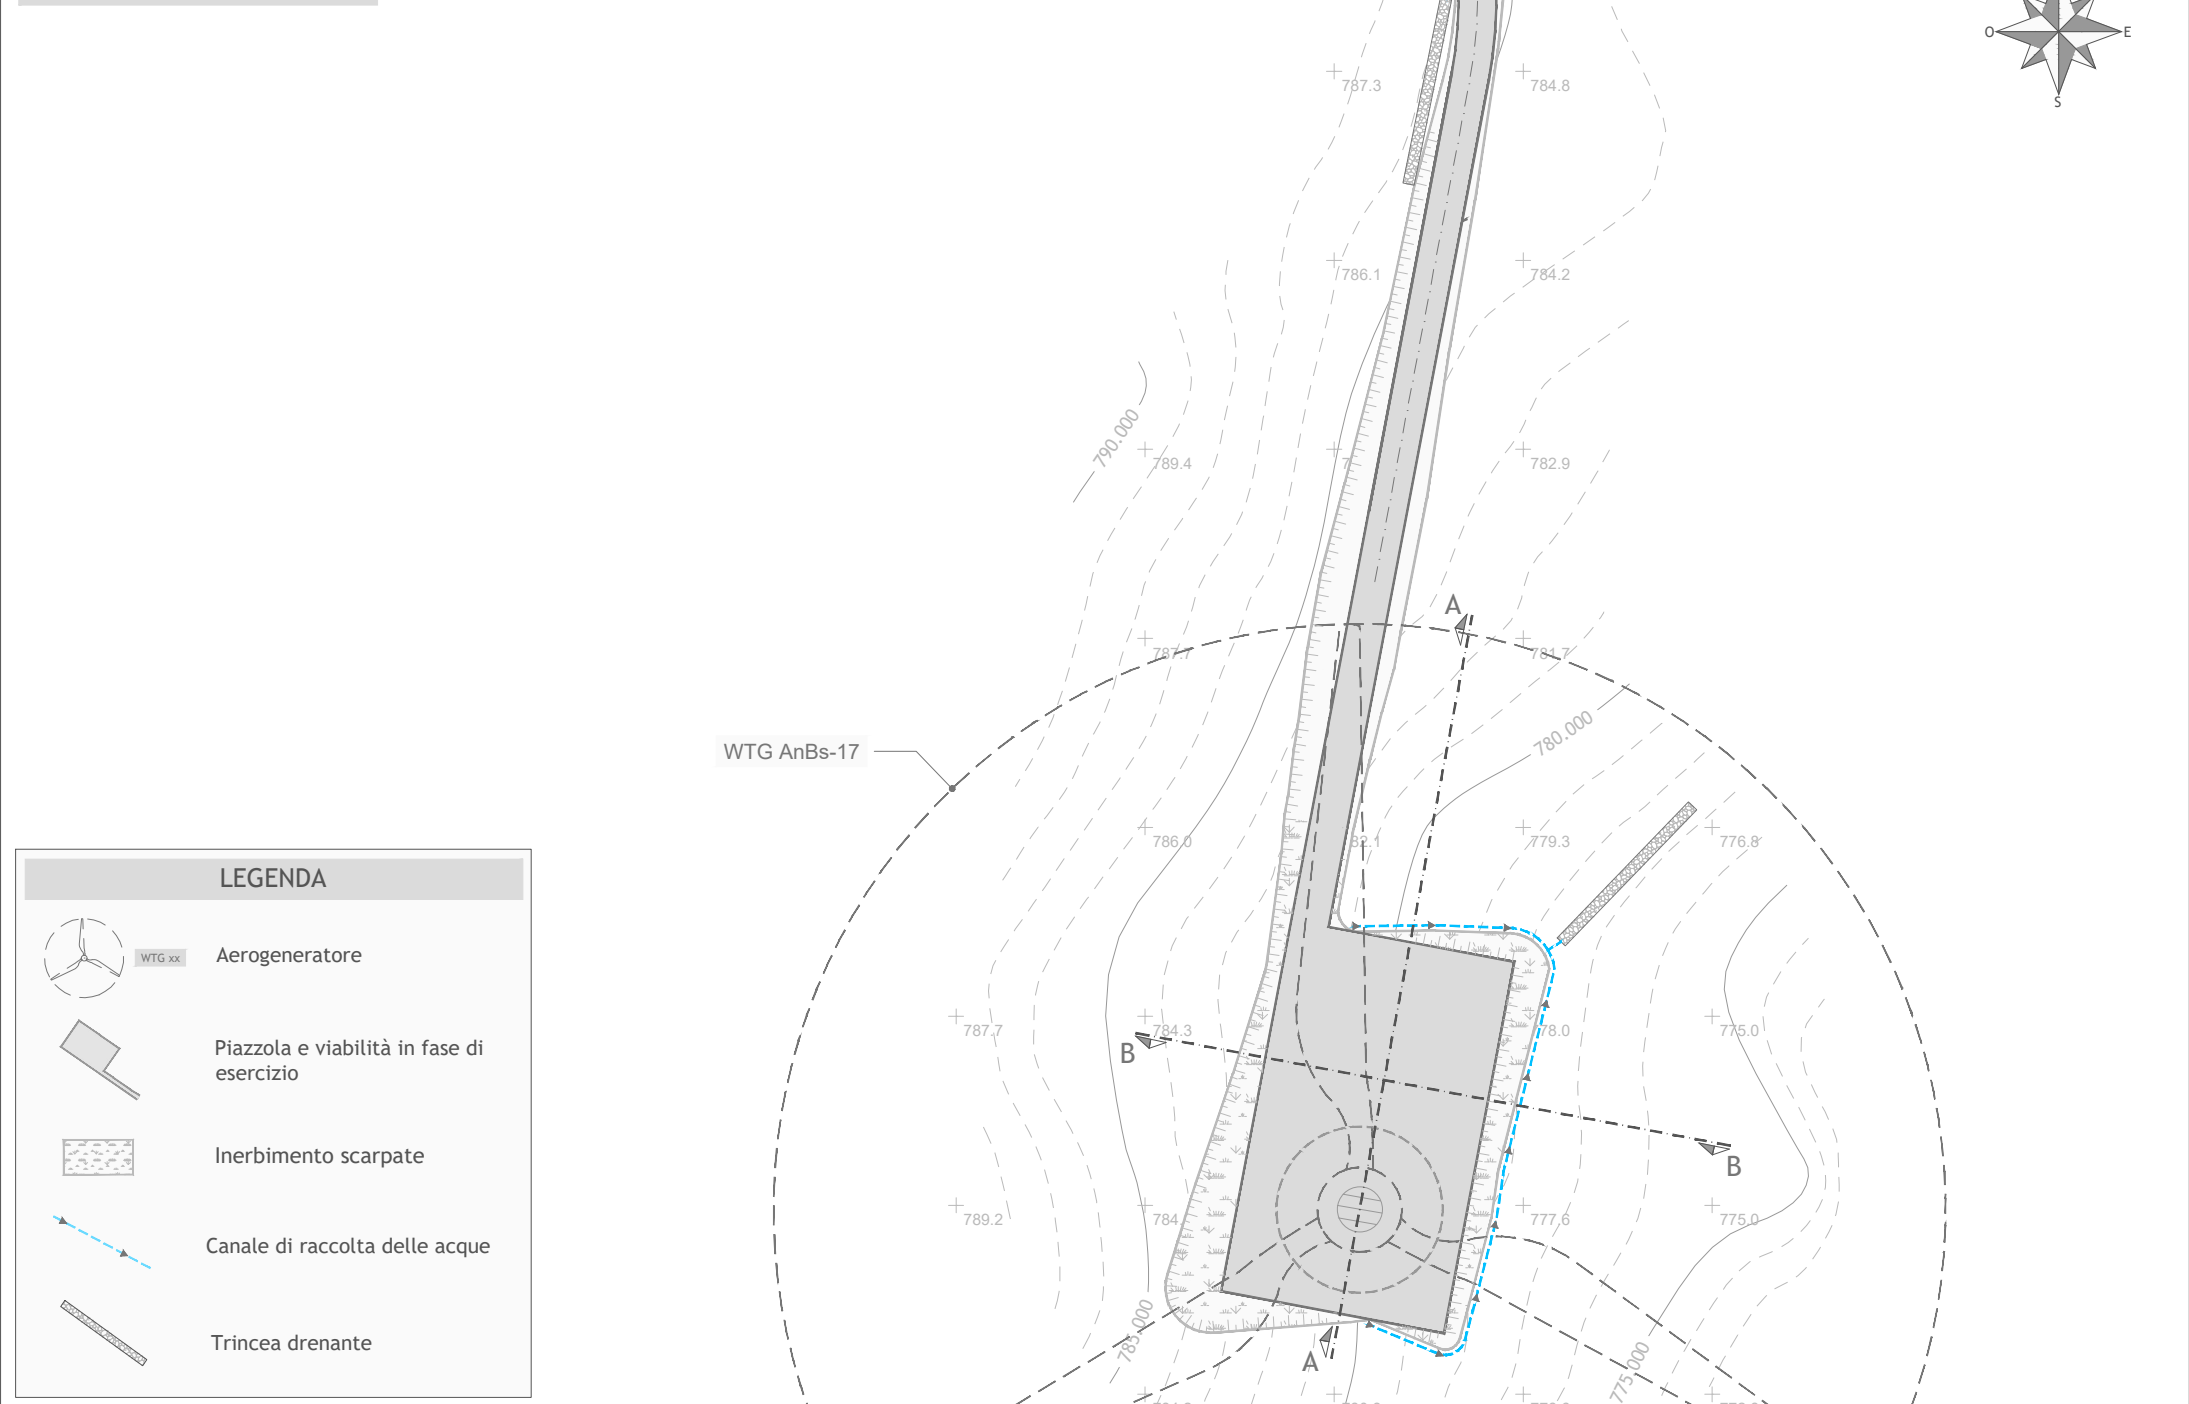 O
E
S
787.3
784.8
786.1
784.2
790.000
789.4
782.9
A
787.7
781.7
780.000
WTG AnBs-17
786.0
779.3
776.8
LEGENDA
WTG xx
Aerogeneratore
Piazzola e viabilità in fase di
esercizio
Inerbimento scarpate
Canale di raccolta delle acque
Trincea drenante
787.7
784.3
775.0
B
B
789.2
777.6
775.0
785.000
775.000
A